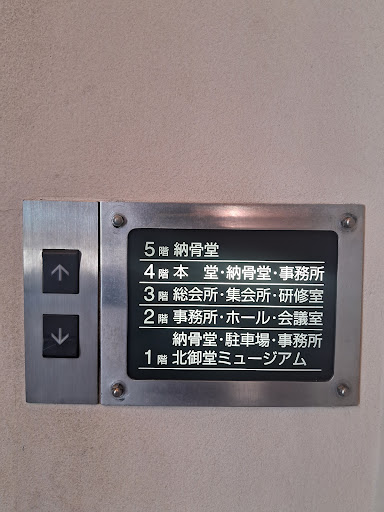 ↑
↓
5階 納骨堂
4階 本 堂・納骨堂・事務所
3階 総会所・集会所・研修室
2階 事務所・ホール・会議室
納骨堂・駐車場・事務所
1階 北御堂ミュージアム